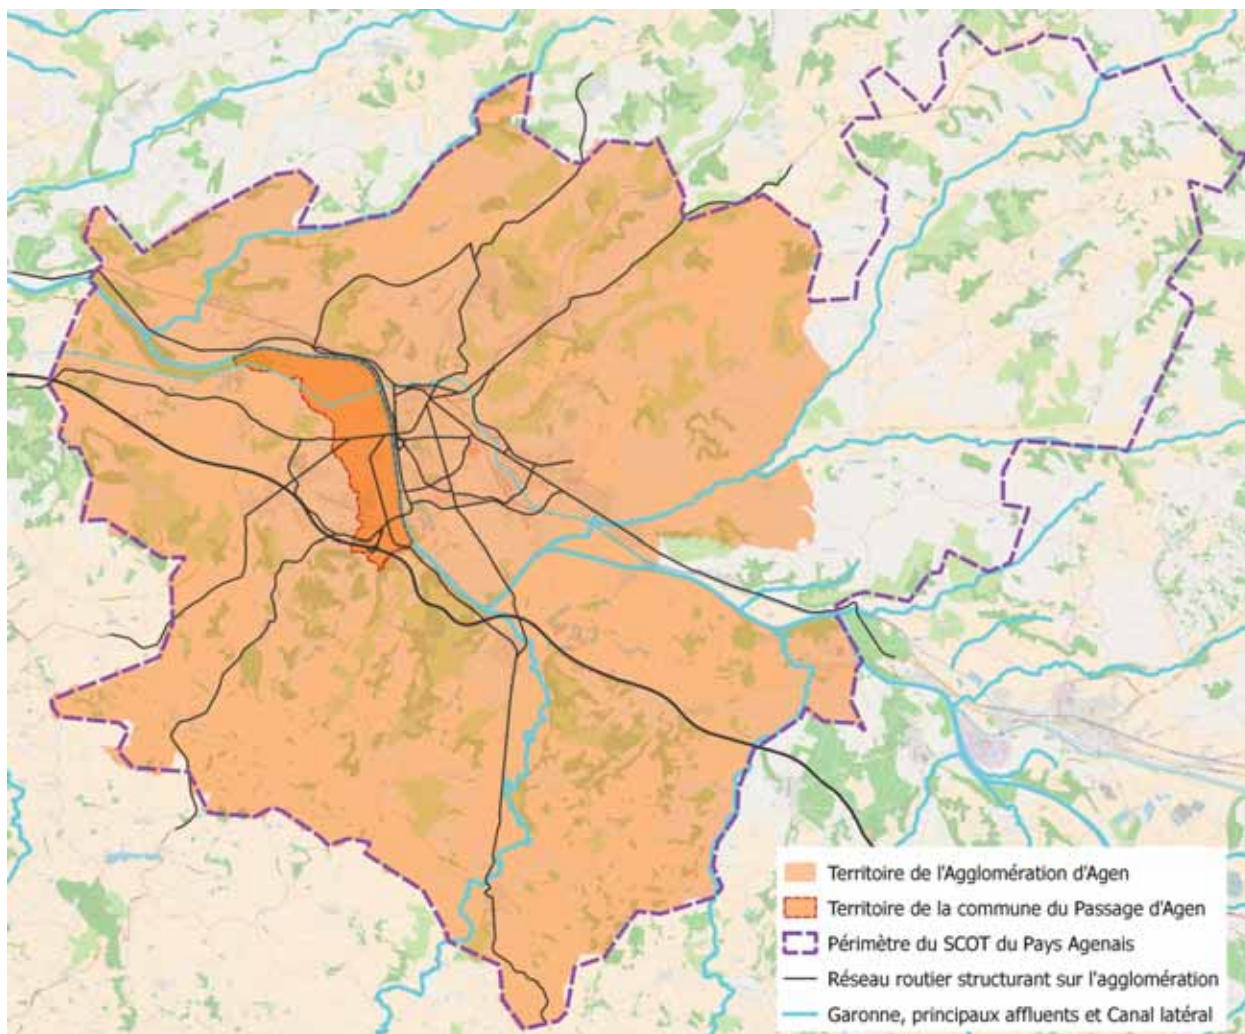 Territoire de l'Agglomération d'Agen
Territoire de la commune du Passage d'Agen
Périmètre du SCOT du Pays Agenais
Réseau routier structurant sur l'agglomération
Garonne, principaux affluents et Canal latéral